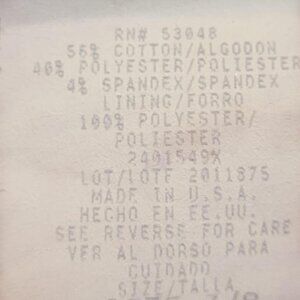 RN# 53048
56% COTTON/ALGODON
40% POLYESTER/POLIESTER
4% SPANDEX/SPANDEX
LINING/FORRO
100% POLYESTER/
POLIESTER
2401549X
LOT/LOTE 2011875
MADE IN U.S.A.
HECHO EN EE.UU.
SEE REVERSE FOR CARE
VER AL DORSO PARA
CUIDADO
SIZE/TALLA